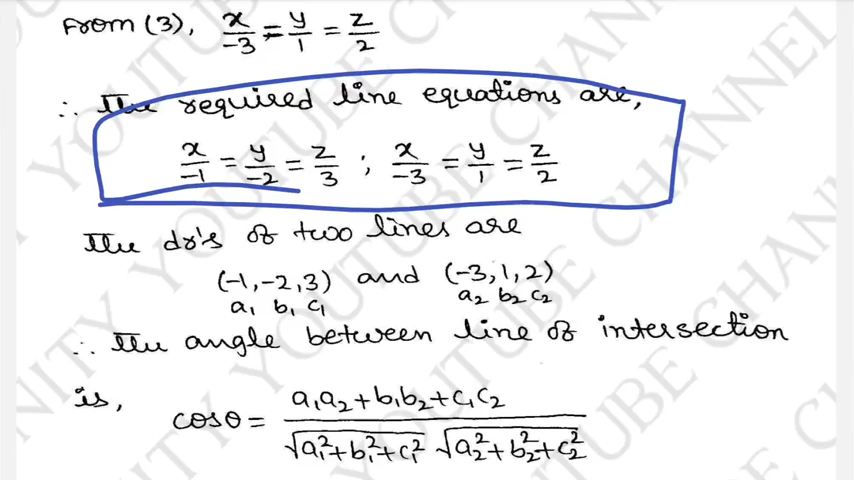 From (3), x/-3 = y/1 = z/2
∴ The required line equations are,
x/-1 = y/-2 = z/3 ; x/-3 = y/1 = z/2
The dr's of two lines are
(-1, -2, 3) and (-3, 1, 2)
a₁ b₁ c₁ a₂ b₂ c₂
∴ The angle between line of intersection
is,
cosθ = a₁a₂+b₁b₂+c₁c₂ / √a₁²+b₁²+c₁² √a₂²+b₂²+c₂²